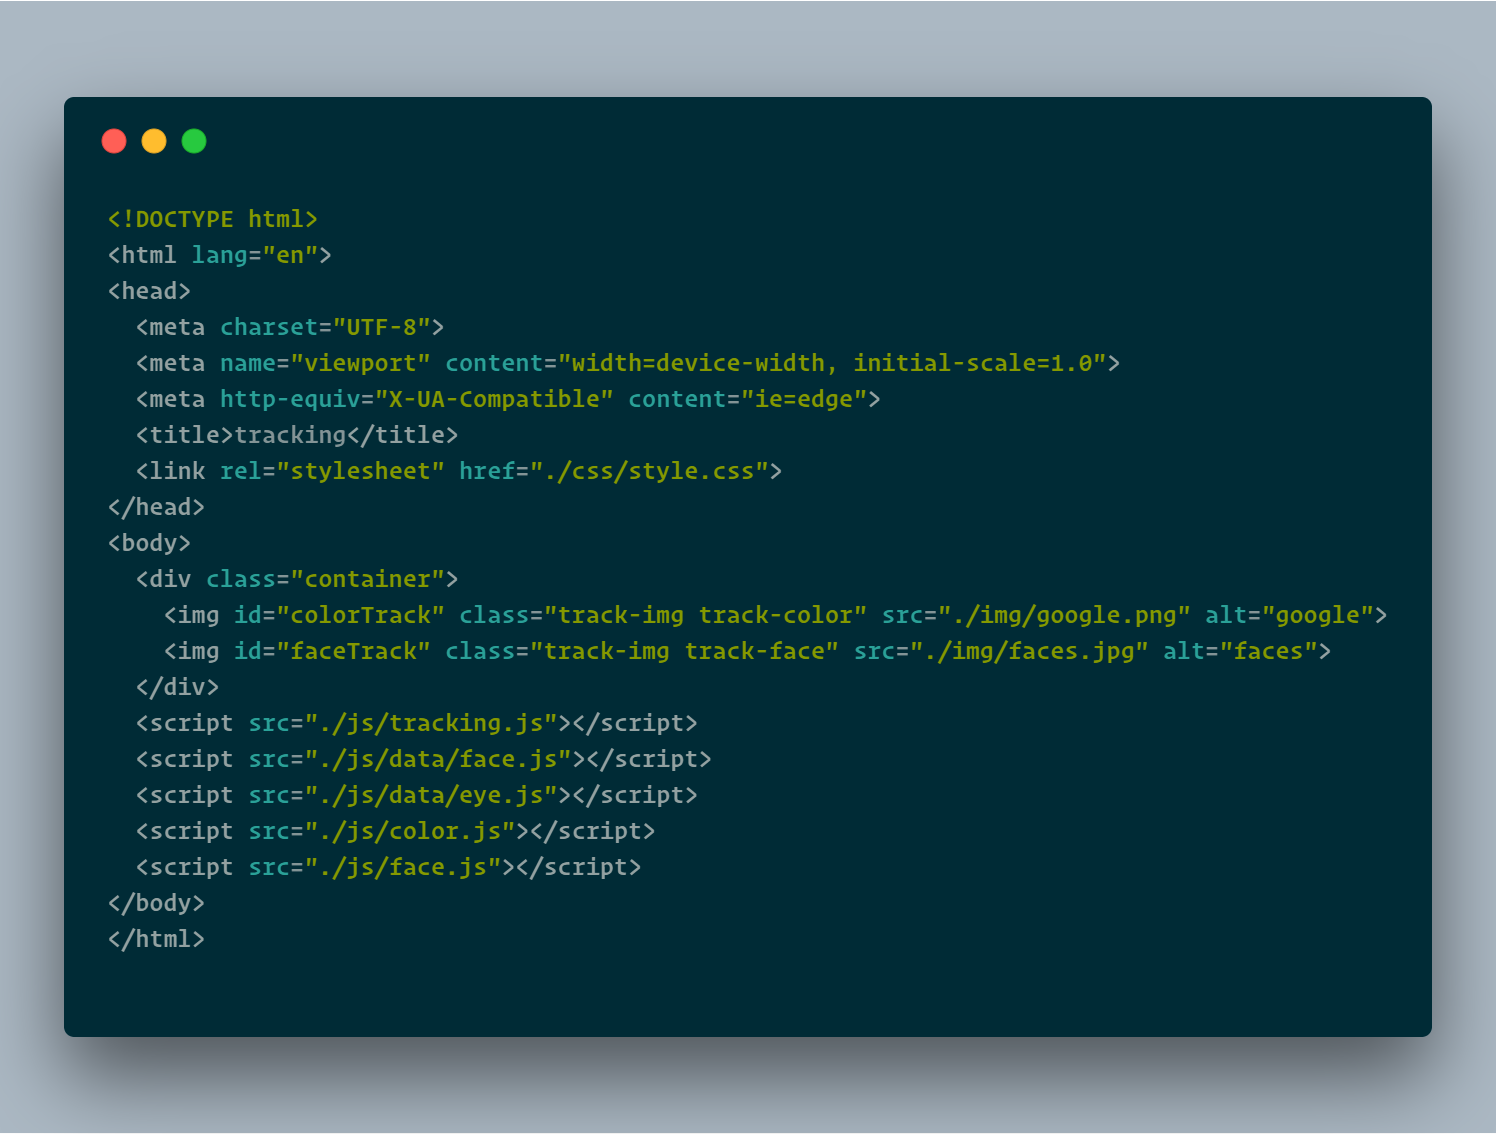 <!DOCTYPE html>
<html lang="en">
<head>
  <meta charset="UTF-8">
  <meta name="viewport" content="width=device-width, initial-scale=1.0">
  <meta http-equiv="X-UA-Compatible" content="ie=edge">
  <title>tracking</title>
  <link rel="stylesheet" href="./css/style.css">
</head>
<body>
  <div class="container">
    <img id="colorTrack" class="track-img track-color" src="./img/google.png" alt="google">
    <img id="faceTrack" class="track-img track-face" src="./img/faces.jpg" alt="faces">
  </div>
  <script src="./js/tracking.js"></script>
  <script src="./js/data/face.js"></script>
  <script src="./js/data/eye.js"></script>
  <script src="./js/color.js"></script>
  <script src="./js/face.js"></script>
</body>
</html>